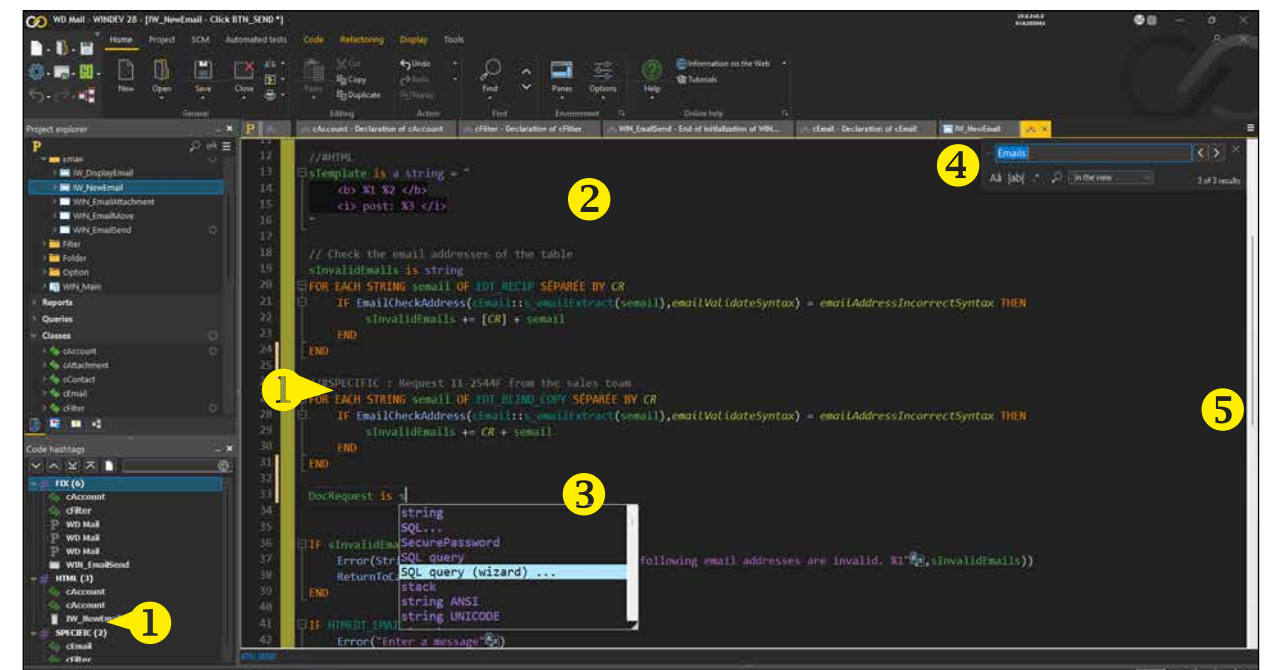 WD Mail - WINDEV 28 - [IW_NewEmail - Click BTN_SEND *]
Home Project SCM Automated tests Code Refactoring Display Tools
New Open Save Close Paste Cut Copy Duplicate Undo Find Panes Options Help Information on the Web Tutorials
General Editing Action Find Environment Online help
Project explorer
cAccount - Declaration of cAccount cFilter - Declaration of cFilter WIN_EmailSend - End of initialization of WIN_... cEmail - Declaration of cEmail IW_NewEmail
P
email
IW_DisplayEmail
IW_NewEmail
WIN_EmailAttachment
WIN_EmailMove
WIN_EmailSend
Filter
Folder
Option
WIN_Main
Reports
Queries
Classes
cAccount
cAttachment
cContact
cEmail
cFilter
Code hashtags
FIX (6)
cAccount
cFilter
WD Mail
WD Mail
WD Mail
WIN_EmailSend
HTML (3)
cAccount
cAccount
1
SPECIFIC (2)
cEmail
cFilter
11
12 //#HTML
13 sTemplate is a string = "
14 <b> %1 %2 </b>
15 <i> post: %3 </i>
16 "
17
18 // Check the email addresses of the table
19 sInvalidEmails is string
20 FOR EACH STRING semail OF EDT_RECIP SÉPARÉE BY CR
21 IF EmailCheckAddress(cEmail::s_emailExtract(semail),emailValidateSyntax) = emailAddressIncorrectSyntax THEN
22 sInvalidEmails += [CR] + semail
23 END
24 END
25
#SPECIFIC : Request 11-2544F from the sales team
FOR EACH STRING semail OF EDT_BLIND_COPY SÉPARÉE BY CR
28 IF EmailCheckAddress(cEmail::s_emailExtract(semail),emailValidateSyntax) = emailAddressIncorrectSyntax THEN
29 sInvalidEmails += CR + semail
30 END
31 END
32
33 DocRequest is s
34
35
36 IF sInvalidEma
37 Error(Str following email addresses are invalid. %1",sInvalidEmails))
38 ReturnToC
39 END
40
41 IF HTMEDT_EMAI
42 Error("Enter a message")
string
SQL...
SecurePassword
SQL query
SQL query (wizard) ...
stack
string ANSI
string UNICODE
BTN_SEND
Emails
in the view
3 of 3 results
1
2
3
4
5